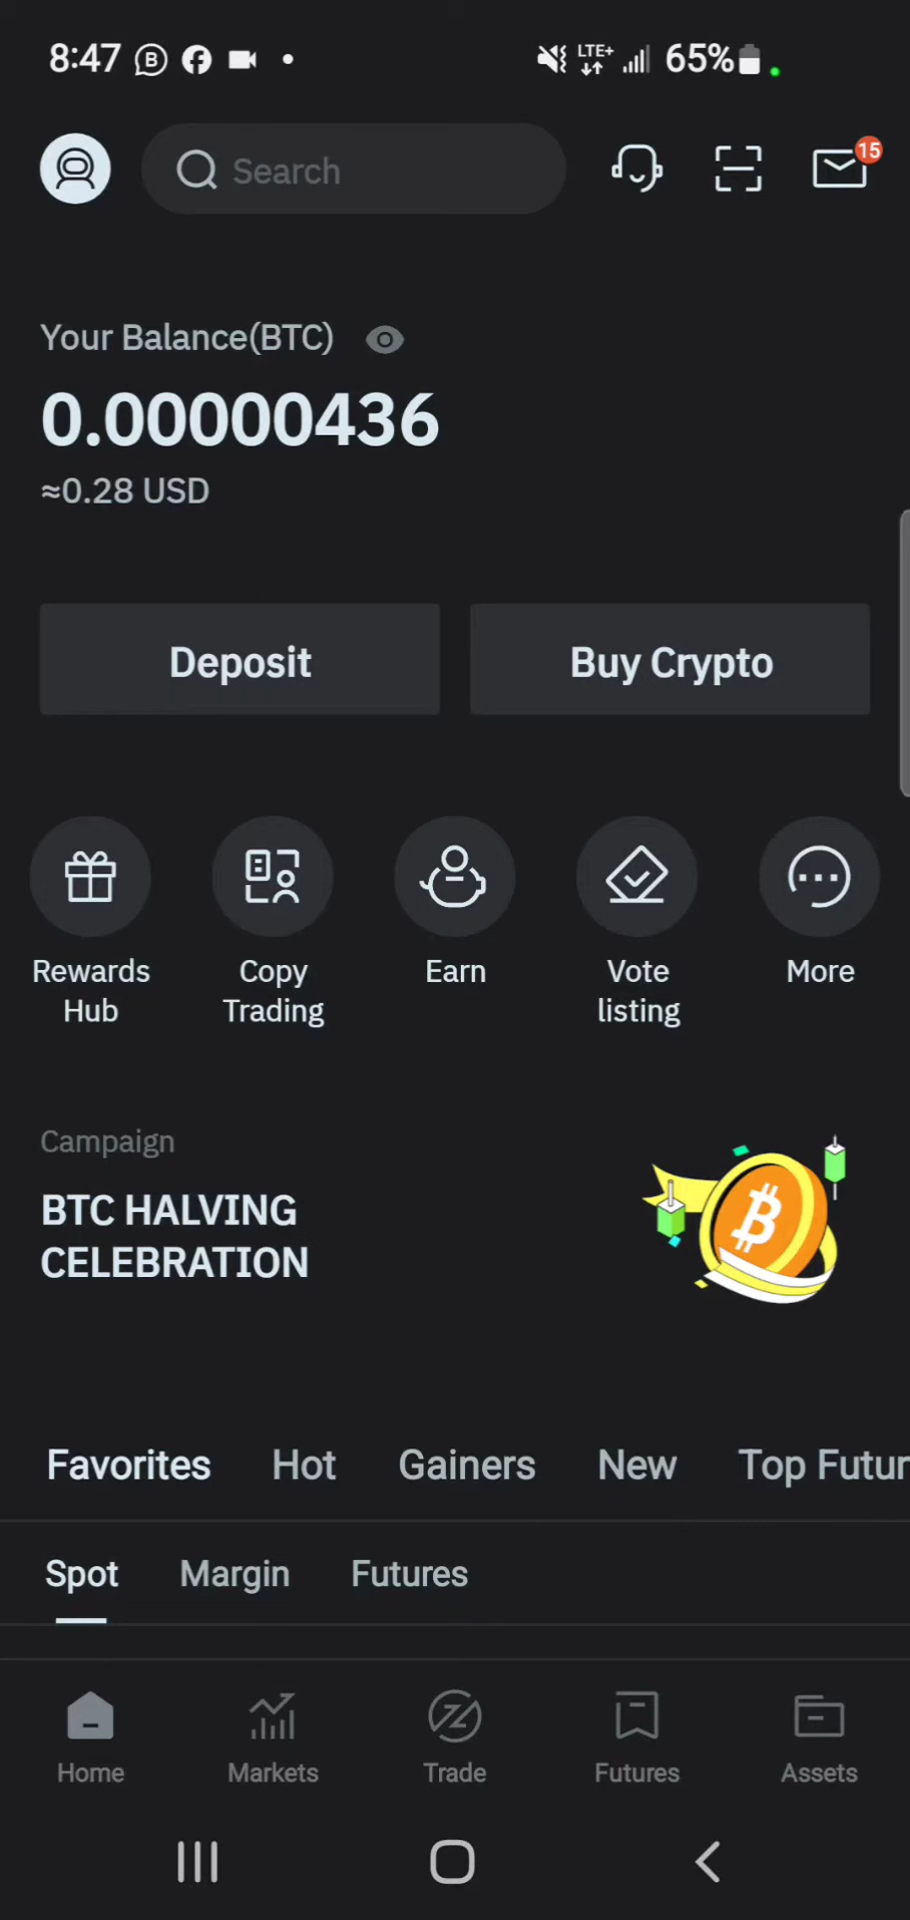 8:47
LTE+
65%
Search
15
Your Balance(BTC)
0.00000436
≈0.28 USD
Deposit
Buy Crypto
Rewards
Hub
Copy
Trading
Earn
Vote
listing
More
Campaign
BTC HALVING
CELEBRATION
Favorites
Hot
Gainers
New
Top Futur
Spot
Margin
Futures
Home
Markets
Trade
Futures
Assets